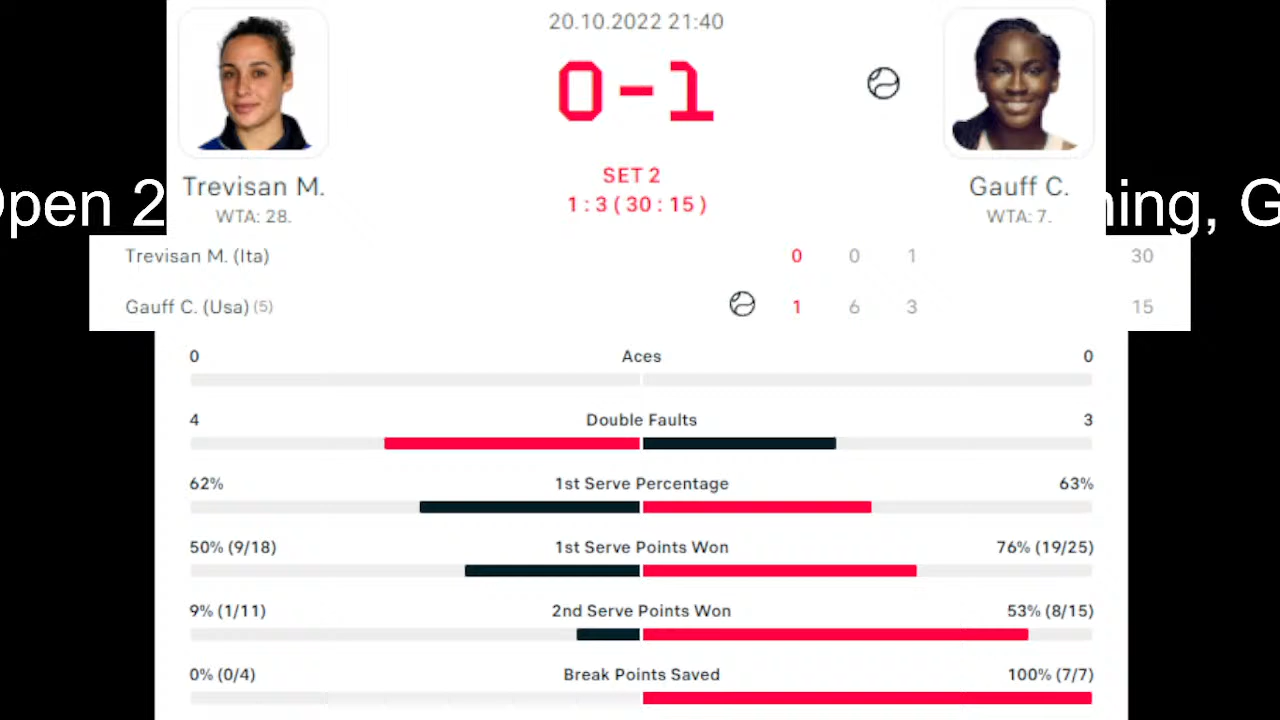 20.10.2022 21:40
0-1
SET 2
1 : 3 ( 30 : 15 )
Trevisan M.
WTA: 28.
Gauff C.
WTA: 7.
Open 2
ning, G
Trevisan M. (Ita) 0 0 1 30
Gauff C. (Usa) (5) 1 6 3 15
0 Aces 0
4 Double Faults 3
62% 1st Serve Percentage 63%
50% (9/18) 1st Serve Points Won 76% (19/25)
9% (1/11) 2nd Serve Points Won 53% (8/15)
0% (0/4) Break Points Saved 100% (7/7)